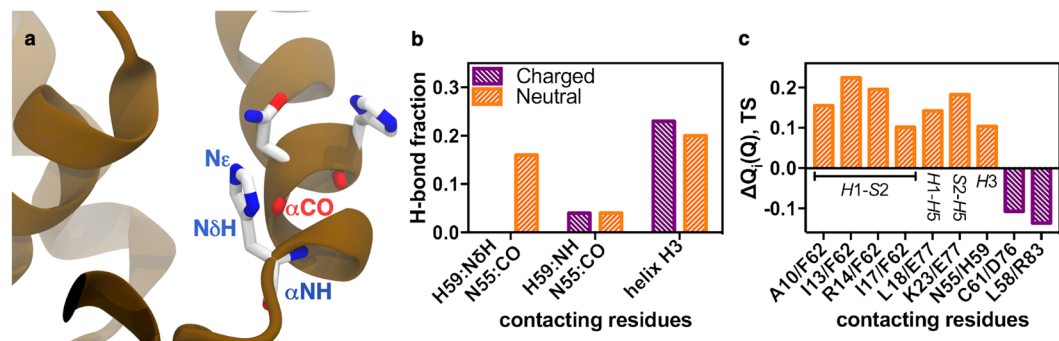 a
Nε
αCO
NδH
αNH
b
Charged
Neutral
H-bond fraction
0.3
0.2
0.1
0.0
H59:NδH
N55:CO
H59:NH
N55:CO
helix H3
contacting residues
c
ΔQi(Q), TS
0.2
0.1
0.0
-0.1
H1-S2
H1-H5
S2-H5
H3
A10/F62
I13/F62
R14/F62
I17/F62
L18/E77
K23/E77
N55/H59
C61/D76
L58/R83
contacting residues